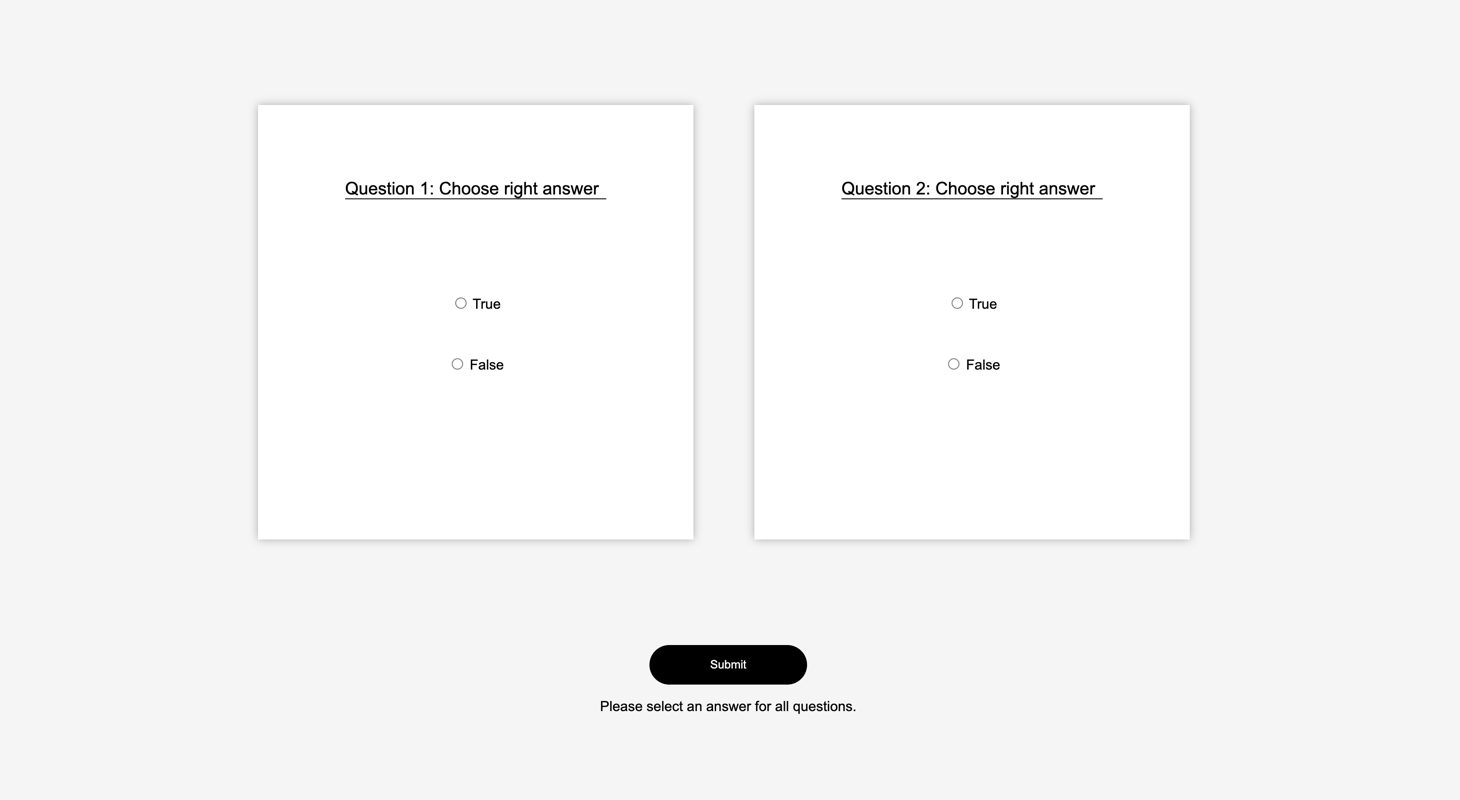 Question 1: Choose right answer
True
False
Question 2: Choose right answer
True
False
Submit
Please select an answer for all questions.